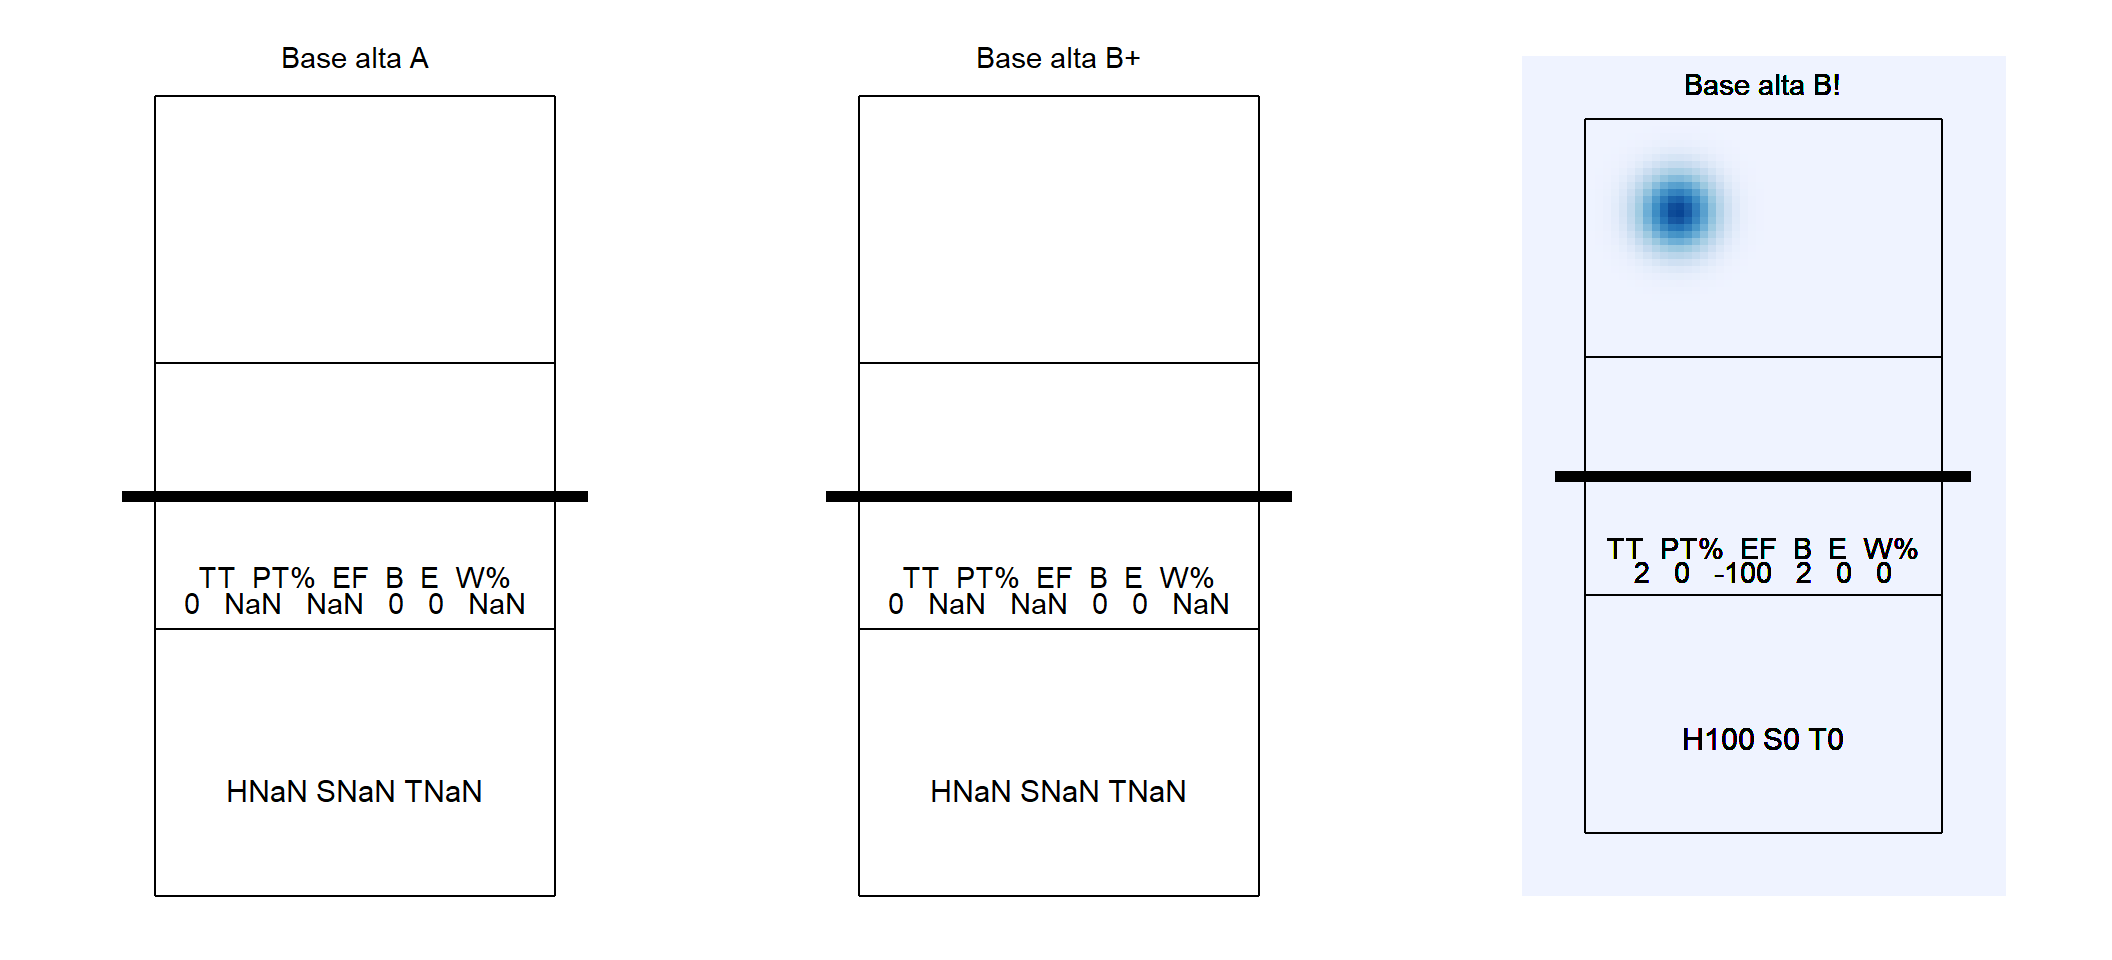 Base alta A
TT PT% EF B E W%
0 NaN NaN 0 0 NaN
HNaN SNaN TNaN
Base alta B+
TT PT% EF B E W%
0 NaN NaN 0 0 NaN
HNaN SNaN TNaN
Base alta B!
TT PT% EF B E W%
2 0 -100 2 0 0
H100 S0 T0